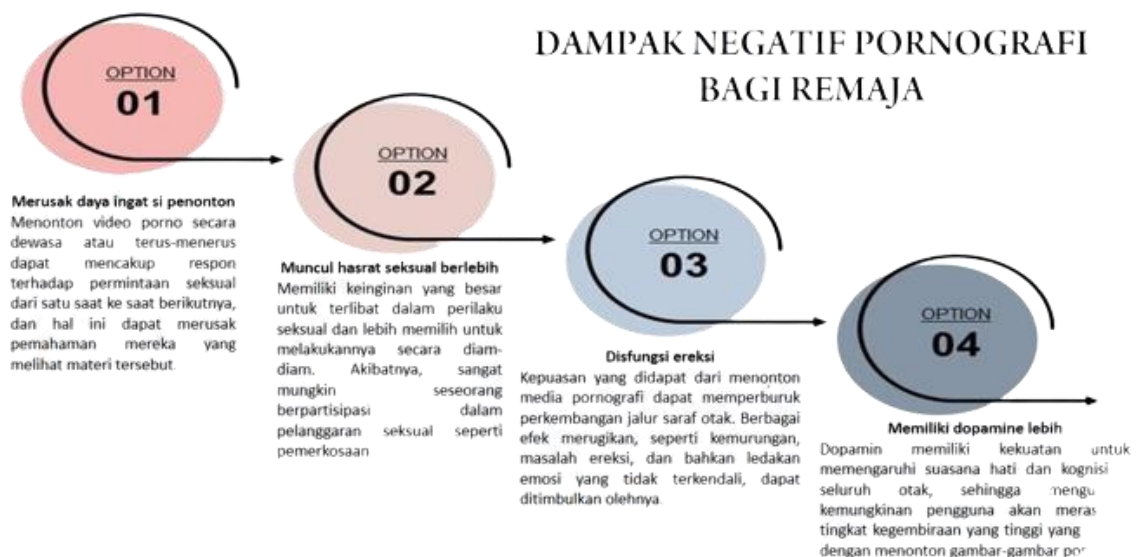 DAMPAK NEGATIF PORNOGRAFI
BAGI REMAJA
OPTION
01
Merusak daya ingat si penonton
Menonton video porno secara
dewasa atau terus-menerus
dapat mencakup respon
terhadap permintaan seksual
dari satu saat ke saat berikutnya,
dan hal ini dapat merusak
pemahaman mereka yang
melihat materi tersebut
OPTION
02
Muncul hasrat seksual berlebih
Memiliki keinginan yang besar
untuk terlibat dalam perilaku
seksual dan lebih memilih untuk
melakukannya secara diam-
diam. Akibatnya, sangat
mungkin seseorang
berpartisipasi dalam
pelanggaran seksual seperti
pemerkosaan
OPTION
03
Disfungsi ereksi
Kepuasan yang didapat dari menonton
media pornografi dapat memperburuk
perkembangan jalur saraf otak. Berbagai
efek merugikan, seperti kemurungan,
masalah ereksi, dan bahkan ledakan
emosi yang tidak terkendali, dapat
ditimbulkan olehnya
OPTION
04
Memiliki dopamine lebih
Dopamin memiliki kekuatan untuk
memengaruhi suasana hati dan kognisi
seluruh otak, sehingga
kemungkinan pengguna akan
tingkat kegembiraan yang tinggi yang
dengan menonton gambar-gambar